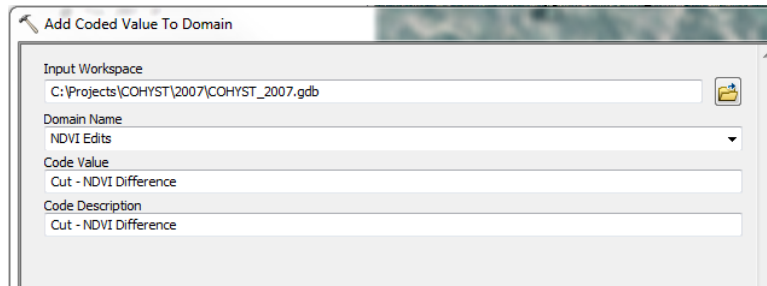 Add Coded Value To Domain
Input Workspace
C:\Projects\COHYST\2007\COHYST_2007.gdb
Domain Name
NDVI Edits
Code Value
Cut - NDVI Difference
Code Description
Cut - NDVI Difference